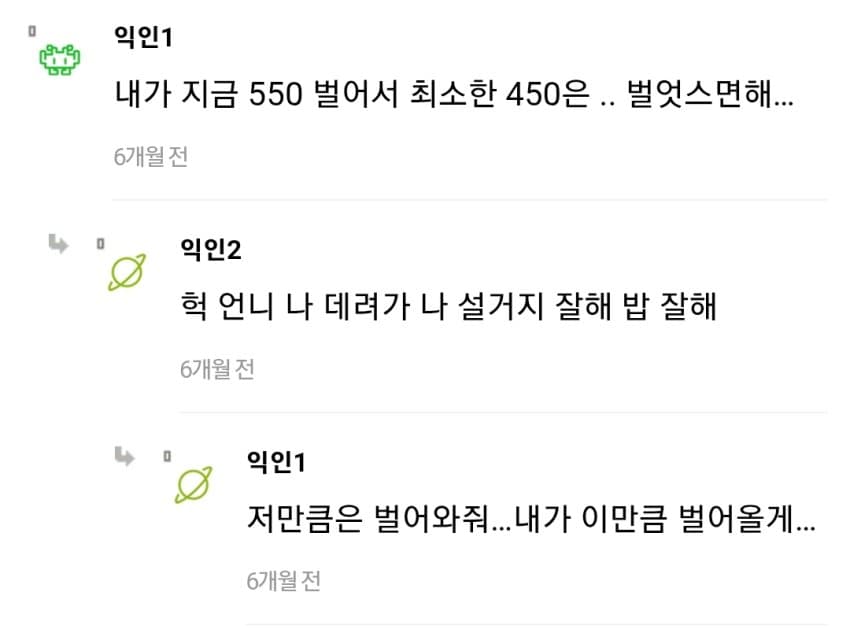 익인1
내가 지금 550 벌어서 최소한 450은 .. 벌엇스면해...
6개월 전
익인2
헉 언니 나 데려가 나 설거지 잘해 밥 잘해
6개월 전
익인1
저만큼은 벌어와줘...내가 이만큼 벌어올게...
6개월 전